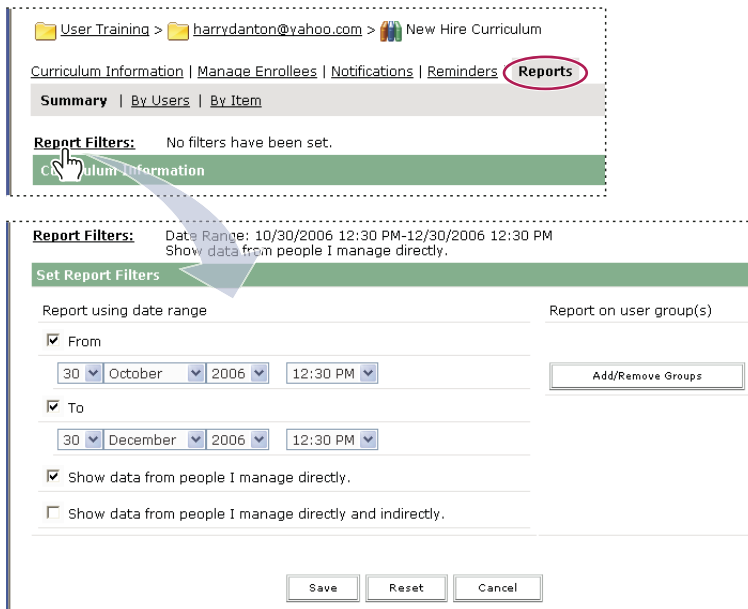 User Training > harrydanton@yahoo.com > New Hire Curriculum
Curriculum Information | Manage Enrollees | Notifications | Reminders Reports
Summary | By Users | By Item
Report Filters: No filters have been set.
Curriculum Information
Report Filters: Date Range: 10/30/2006 12:30 PM-12/30/2006 12:30 PM
Show data from people I manage directly.
Set Report Filters
Report using date range Report on user group(s)
From
30 October 2006 12:30 PM
Add/Remove Groups
To
30 December 2006 12:30 PM
Show data from people I manage directly.
Show data from people I manage directly and indirectly.
Save Reset Cancel